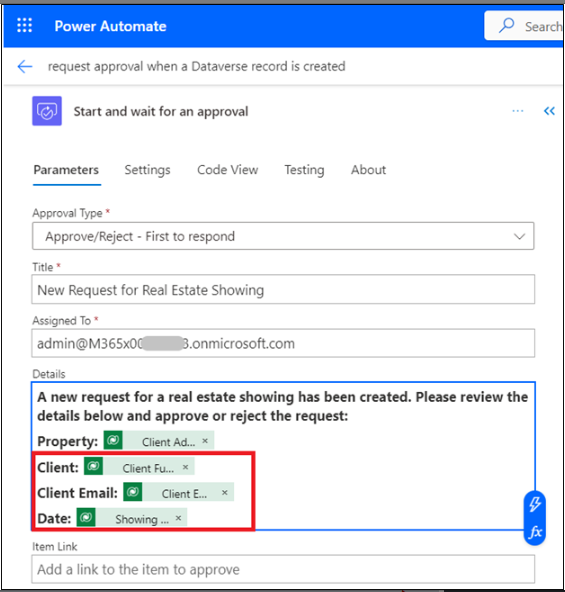 Power Automate
Search
request approval when a Dataverse record is created
Start and wait for an approval
Parameters Settings Code View Testing About
Approval Type *
Approve/Reject - First to respond
Title *
New Request for Real Estate Showing
Assigned To *
admin@M365x00 3.onmicrosoft.com
Details
A new request for a real estate showing has been created. Please review the
details below and approve or reject the request:
Property: Client Ad... ×
Client: Client Fu... ×
Client Email: Client E... ×
Date: Showing ... ×
fx
Item Link
Add a link to the item to approve